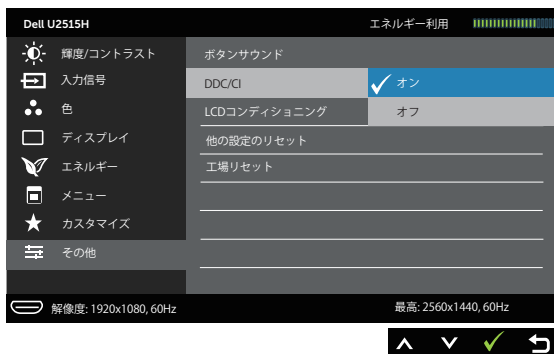 Dell U2515H エネルギー利用
輝度/コントラスト ボタンサウンド
入力信号 DDC/CI オン
色 LCDコンディショニング オフ
ディスプレイ 他の設定のリセット
エネルギー 工場リセット
メニュー
カスタマイズ
その他
解像度: 1920x1080, 60Hz 最高: 2560x1440, 60Hz